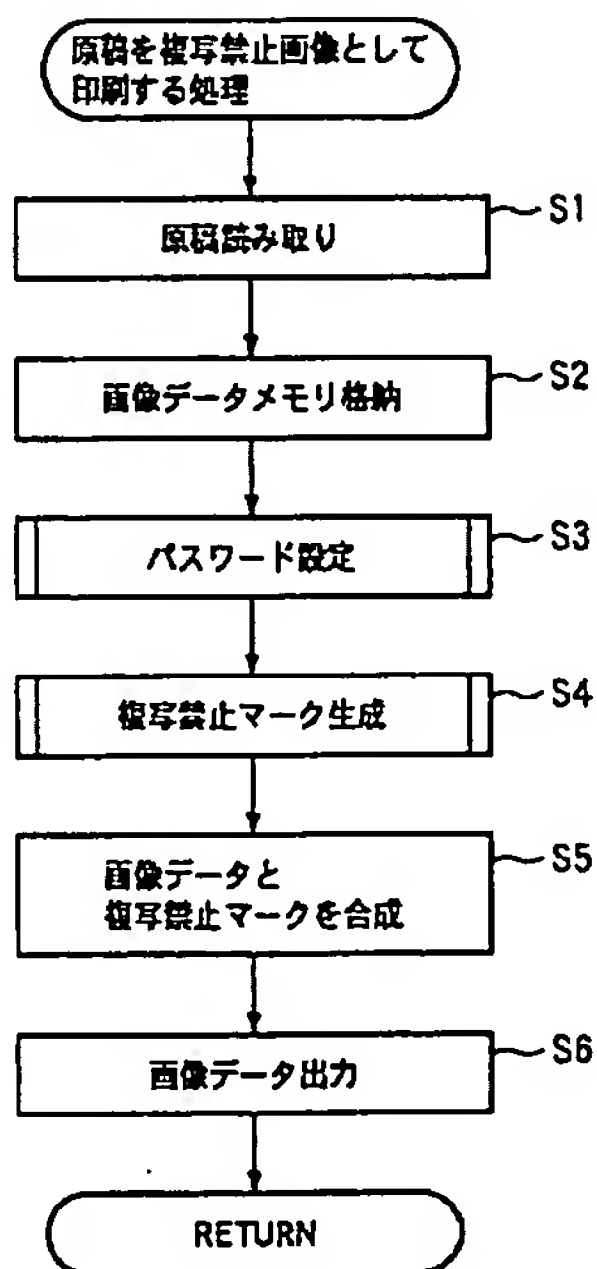 原稿を複写禁止画像として
印刷する処理
原稿読み取り
S1
画像データメモリ格納
S2
パスワード設定
S3
複写禁止マーク生成
S4
画像データと
複写禁止マークを合成
S5
画像データ出力
S6
RETURN